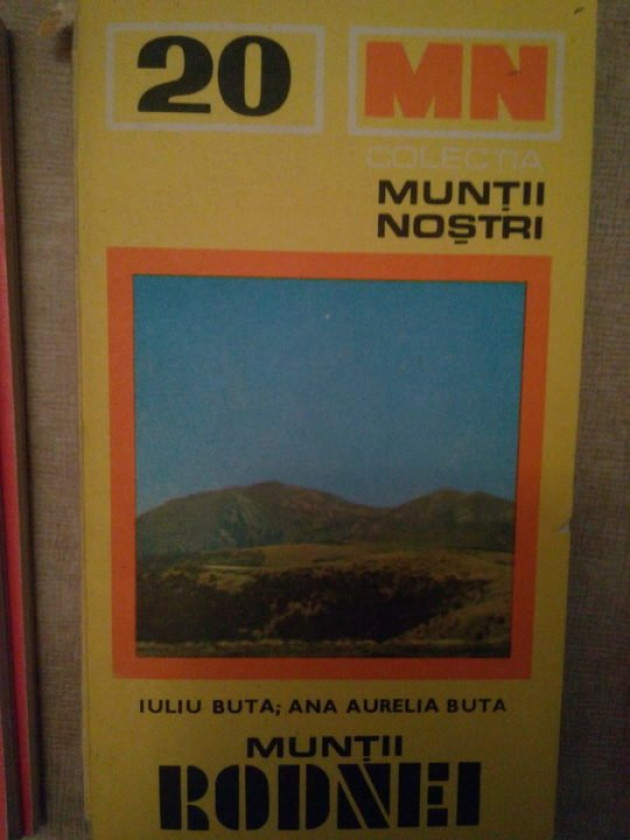 20
MN
COLECȚIA
MUNȚII
NOȘTRI
IULIU BUTA; ANA AURELIA BUTA
MUNȚII
RODNEI